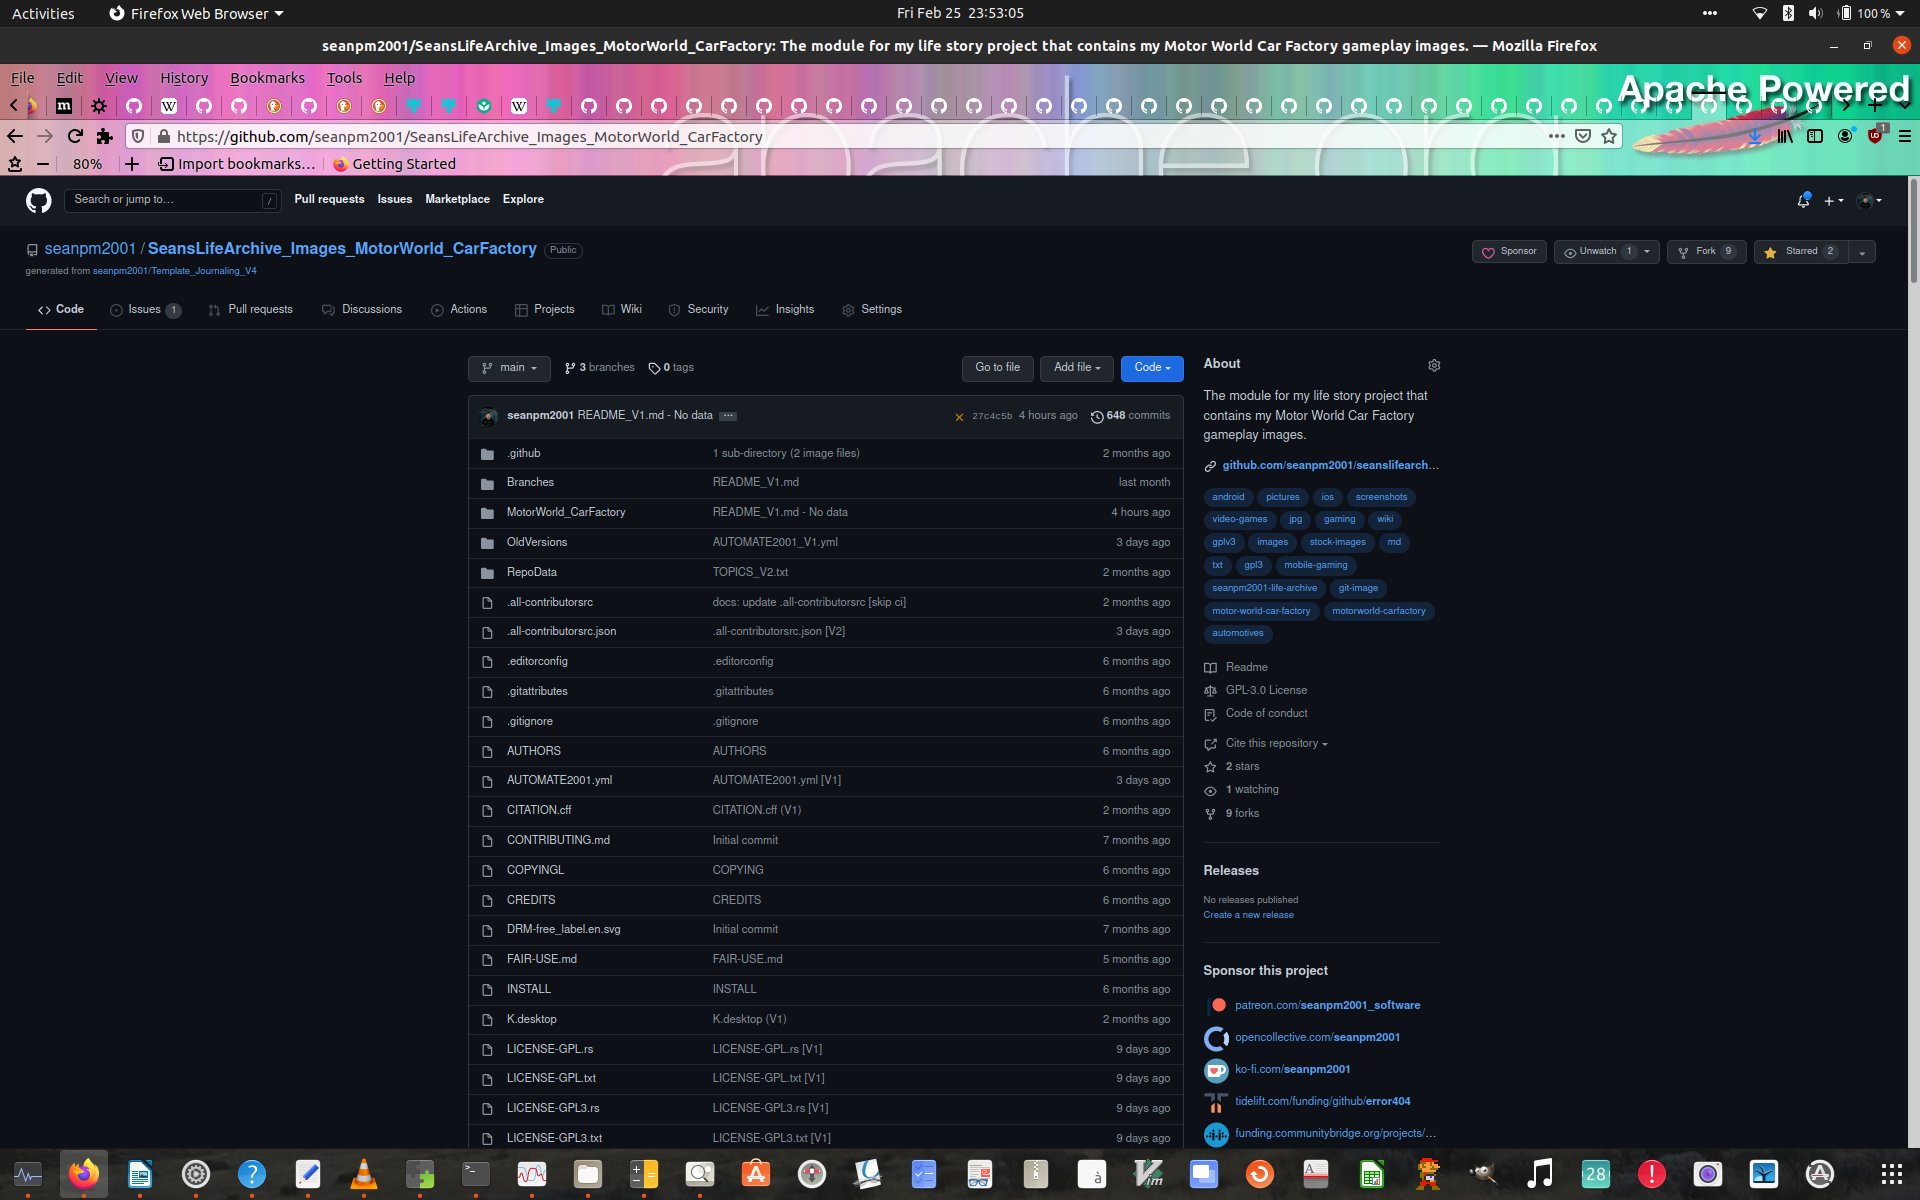 Activities
Firefox Web Browser
Fri Feb 25 23:53:05
100 %
seanpm2001/SeansLifeArchive_Images_MotorWorld_CarFactory: The module for my life story project that contains my Motor World Car Factory gameplay images. — Mozilla Firefox
File Edit View History Bookmarks Tools Help
Apache Powered
https://github.com/seanpm2001/SeansLifeArchive_Images_MotorWorld_CarFactory
80%
Import bookmarks…
Getting Started
apache.org
Search or jump to…
/
Pull requests
Issues
Marketplace
Explore
seanpm2001 / SeansLifeArchive_Images_MotorWorld_CarFactory
Public
generated from seanpm2001/Template_Journaling_V4
Sponsor
Unwatch 1
Fork 9
Starred 2
Code
Issues 1
Pull requests
Discussions
Actions
Projects
Wiki
Security
Insights
Settings
main
3 branches
0 tags
Go to file
Add file
Code
seanpm2001 README_V1.md - No data
27c4c5b 4 hours ago
648 commits
.github 1 sub-directory (2 image files) 2 months ago
Branches README_V1.md last month
MotorWorld_CarFactory README_V1.md - No data 4 hours ago
OldVersions AUTOMATE2001_V1.yml 3 days ago
RepoData TOPICS_V2.txt 2 months ago
.all-contributorsrc docs: update .all-contributorsrc [skip ci] 2 months ago
.all-contributorsrc.json .all-contributorsrc.json [V2] 3 days ago
.editorconfig .editorconfig 6 months ago
.gitattributes .gitattributes 6 months ago
.gitignore .gitignore 6 months ago
AUTHORS AUTHORS 6 months ago
AUTOMATE2001.yml AUTOMATE2001.yml [V1] 3 days ago
CITATION.cff CITATION.cff (V1) 2 months ago
CONTRIBUTING.md Initial commit 7 months ago
COPYINGL COPYING 6 months ago
CREDITS CREDITS 6 months ago
DRM-free_label.en.svg Initial commit 7 months ago
FAIR-USE.md FAIR-USE.md 5 months ago
INSTALL INSTALL 6 months ago
K.desktop K.desktop (V1) 2 months ago
LICENSE-GPL.rs LICENSE-GPL.rs [V1] 9 days ago
LICENSE-GPL.txt LICENSE-GPL.txt [V1] 9 days ago
LICENSE-GPL3.rs LICENSE-GPL3.rs [V1] 9 days ago
LICENSE-GPL3.txt LICENSE-GPL3.txt [V1] 9 days ago
About
The module for my life story project that
contains my Motor World Car Factory
gameplay images.
github.com/seanpm2001/seanslifearch…
android pictures ios screenshots
video-games jpg gaming wiki
gplv3 images stock-images md
txt gpl3 mobile-gaming
seanpm2001-life-archive git-image
motor-world-car-factory motorworld-carfactory
automotives
Readme
GPL-3.0 License
Code of conduct
Cite this repository
2 stars
1 watching
9 forks
Releases
No releases published
Create a new release
Sponsor this project
patreon.com/seanpm2001_software
opencollective.com/seanpm2001
ko-fi.com/seanpm2001
tidelift.com/funding/github/error404
funding.communitybridge.org/projects/…
28